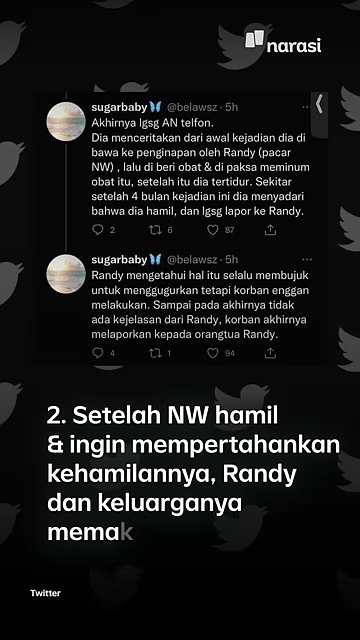 narasi
sugarbaby🦋 @belawsz · 5h
Akhirnya lgsg AN telfon.
Dia menceritakan dari awal kejadian dia di
bawa ke penginapan oleh Randy (pacar
NW) , lalu di beri obat & di paksa meminum
obat itu, setelah itu dia tertidur. Sekitar
setelah 4 bulan kejadian ini dia menyadari
bahwa dia hamil, dan lgsg lapor ke Randy.
2 6 87
sugarbaby🦋 @belawsz · 5h
Randy mengetahui hal itu selalu membujuk
untuk menggugurkan tetapi korban enggan
melakukan. Sampai pada akhirnya tidak
ada kejelasan dari Randy, korban akhirnya
melaporkan kepada orangtua Randy.
4 1 94
2. Setelah NW hamil
& ingin mempertahankan
kehamilannya, Randy
dan keluarganya
memak
Twitter